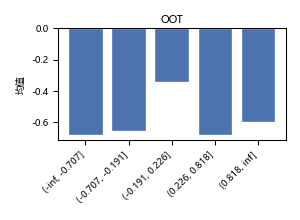 OOT
均值
0.0
-0.2
-0.4
-0.6
(-inf, -0.707]
(-0.707, -0.191]
(-0.191, 0.226]
(0.226, 0.818]
(0.818, inf]